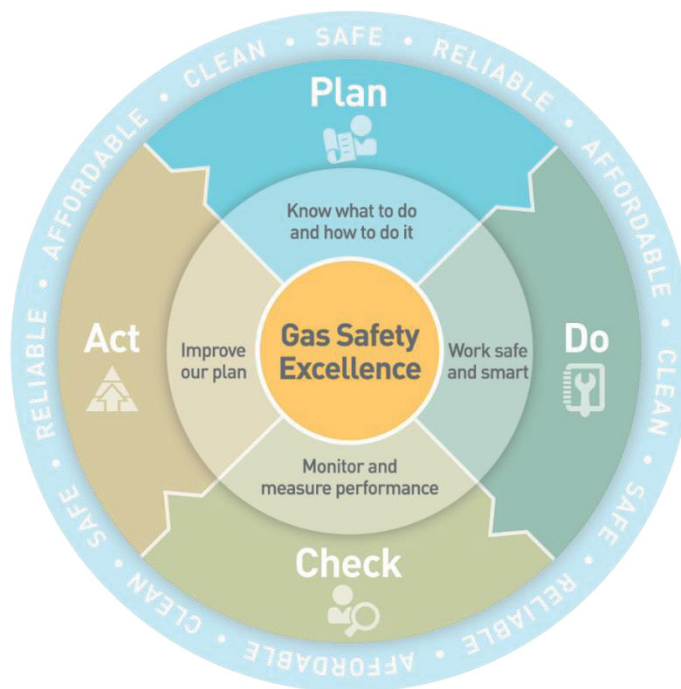 SAFE • RELIABLE • AFFORDABLE • CLEAN • SAFE • RELIABLE • AFFORDABLE • CLEAN • SAFE • RELIABLE • AFFORDABLE • CLEAN •
Plan
Know what to do
and how to do it
Do
Work safe
and smart
Check
Monitor and
measure performance
Act
Improve
our plan
Gas Safety
Excellence